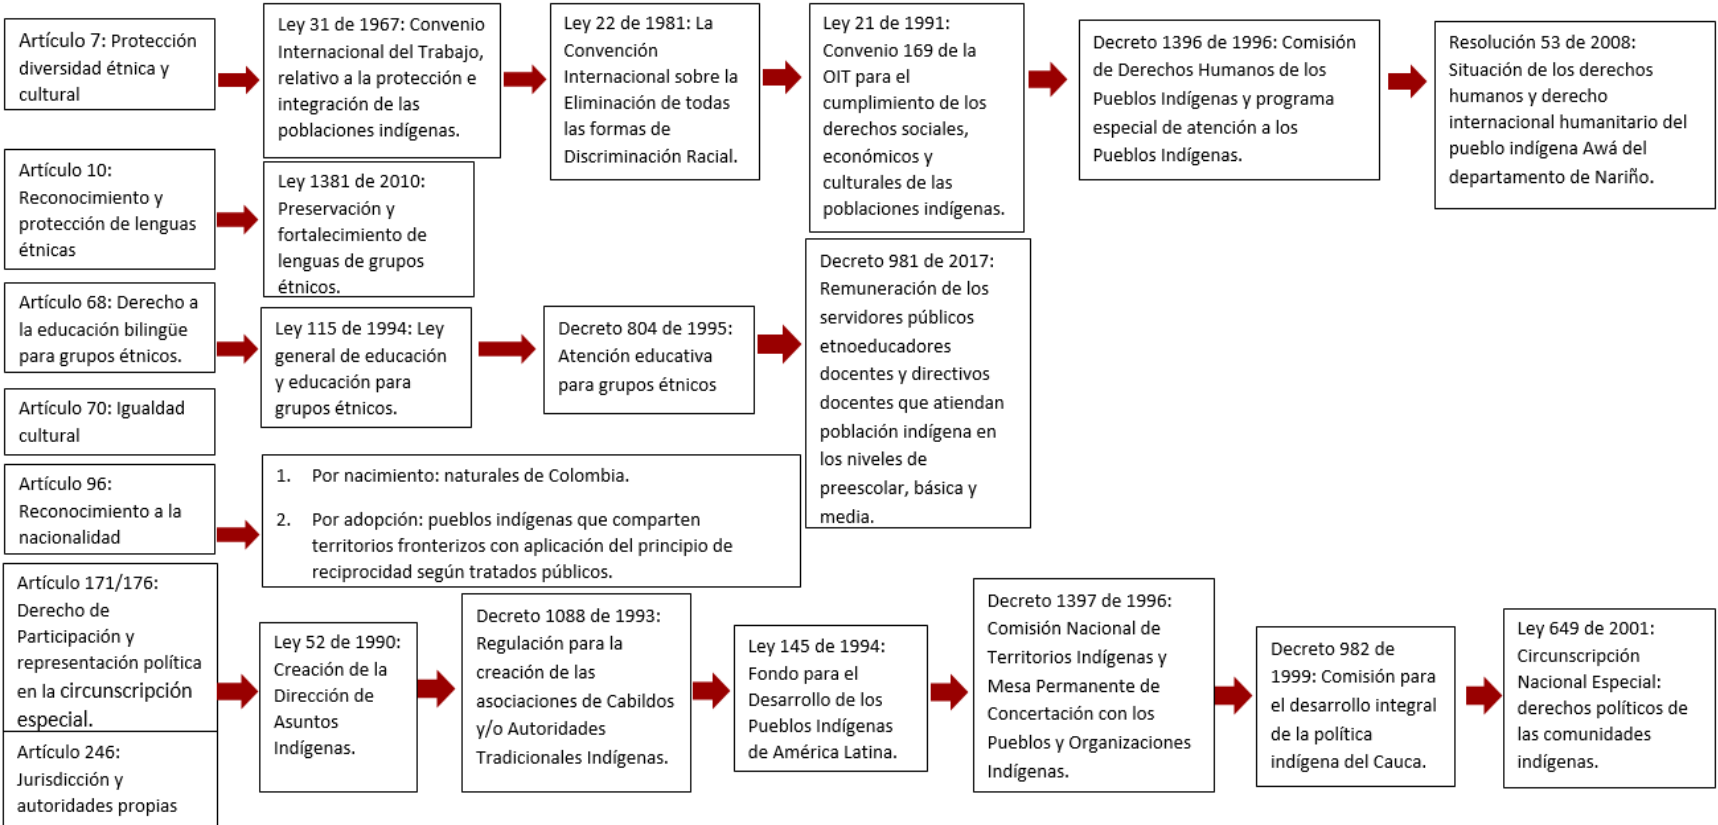 Artículo 7: Protección
diversidad étnica y
cultural
Ley 31 de 1967: Convenio
Internacional del Trabajo,
relativo a la protección e
integración de las
poblaciones indígenas.
Ley 22 de 1981: La
Convención
Internacional sobre la
Eliminación de todas
las formas de
Discriminación Racial.
Ley 21 de 1991:
Convenio 169 de la
OIT para el
cumplimiento de los
derechos sociales,
económicos y
culturales de las
poblaciones indígenas.
Decreto 1396 de 1996: Comisión
de Derechos Humanos de los
Pueblos Indígenas y programa
especial de atención a los
Pueblos Indígenas.
Resolución 53 de 2008:
Situación de los derechos
humanos y derecho
internacional humanitario del
pueblo indígena Awá del
departamento de Nariño.
Artículo 10:
Reconocimiento y
protección de lenguas
étnicas
Ley 1381 de 2010:
Preservación y
fortalecimiento de
lenguas de grupos
étnicos.
Artículo 68: Derecho a
la educación bilingüe
para grupos étnicos.
Ley 115 de 1994: Ley
general de educación
y educación para
grupos étnicos.
Decreto 804 de 1995:
Atención educativa
para grupos étnicos
Decreto 981 de 2017:
Remuneración de los
servidores públicos
etnoeducadores
docentes y directivos
docentes que atiendan
población indígena en
los niveles de
preescolar, básica y
media.
Artículo 70: Igualdad
cultural
Artículo 96:
Reconocimiento a la
nacionalidad
1. Por nacimiento: naturales de Colombia.
2. Por adopción: pueblos indígenas que comparten
territorios fronterizos con aplicación del principio de
reciprocidad según tratados públicos.
Artículo 171/176:
Derecho de
Participación y
representación política
en la circunscripción
especial.
Ley 52 de 1990:
Creación de la
Dirección de
Asuntos
Indígenas.
Decreto 1088 de 1993:
Regulación para la
creación de las
asociaciones de Cabildos
y/o Autoridades
Tradicionales Indígenas.
Ley 145 de 1994:
Fondo para el
Desarrollo de los
Pueblos Indígenas
de América Latina.
Decreto 1397 de 1996:
Comisión Nacional de
Territorios Indígenas y
Mesa Permanente de
Concertación con los
Pueblos y Organizaciones
Indígenas.
Decreto 982 de
1999: Comisión para
el desarrollo integral
de la política
indígena del Cauca.
Ley 649 de 2001:
Circunscripción
Nacional Especial:
derechos políticos de
las comunidades
indígenas.
Artículo 246:
Jurisdicción y
autoridades propias